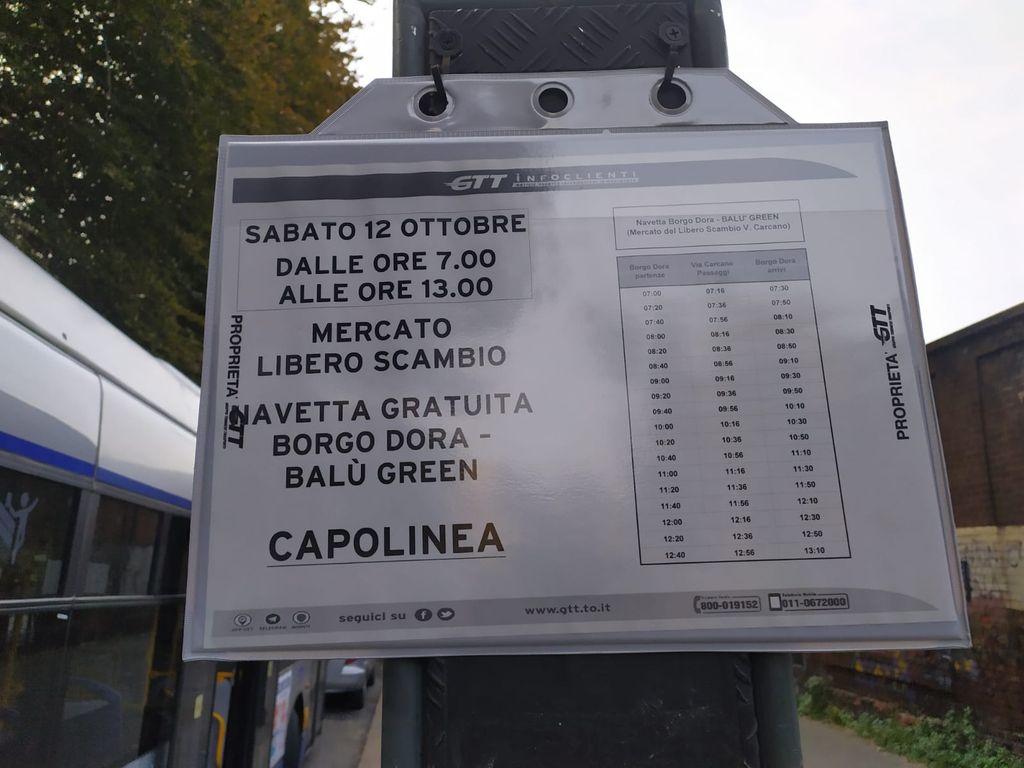 GTT INFOCLIENTI
SABATO 12 OTTOBRE
DALLE ORE 7.00
ALLE ORE 13.00
MERCATO
LIBERO SCAMBIO
NAVETTA GRATUITA
BORGO DORA -
BALÙ GREEN
CAPOLINEA
Navetta Borgo Dora - BALU' GREEN
(Mercato del Libero Scambio V. Carcano)
Borgo Dora partenze Via Carcano Passaggi Borgo Dora arrivi
07:00 07:16 07:30
07:20 07:36 07:50
07:40 07:56 08:10
08:00 08:16 08:30
08:20 08:36 08:50
08:40 08:56 09:10
09:00 09:16 09:30
09:20 09:36 09:50
09:40 09:56 10:10
10:00 10:16 10:30
10:20 10:36 10:50
10:40 10:56 11:10
11:00 11:16 11:30
11:20 11:36 11:50
11:40 11:56 12:10
12:00 12:16 12:30
12:20 12:36 12:50
12:40 12:56 13:10
PROPRIETA' GTT
PROPRIETA' GTT
seguici su
www.gtt.to.it
800-019152
011-0672000